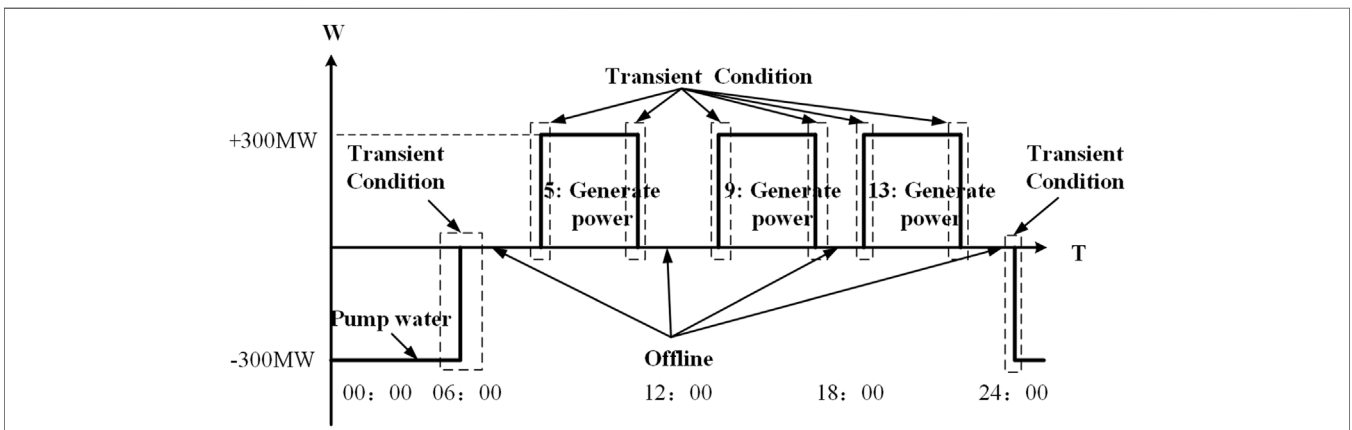 W
Transient Condition
+300MW
Transient
Condition
Transient
Condition
5: Generate
power
9: Generate
power
13: Generate
power
T
Pump water
-300MW
Offline
00：00
06：00
12：00
18：00
24：00